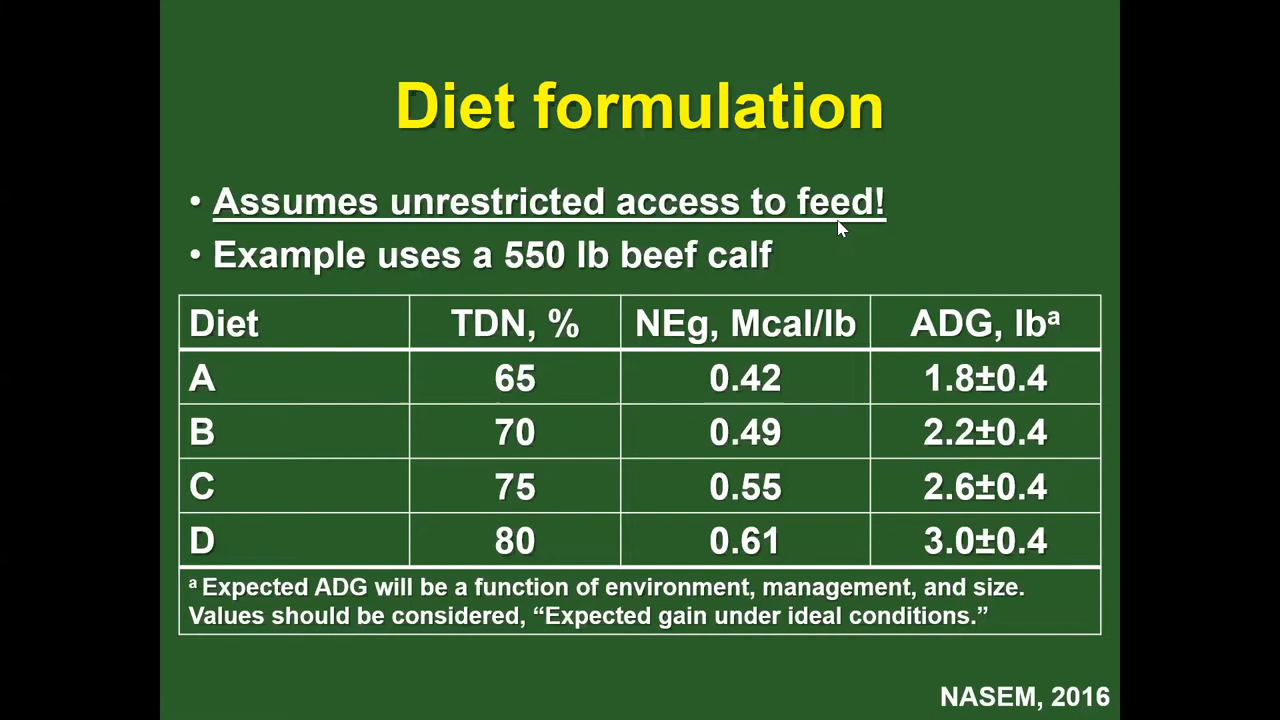 Diet formulation
• Assumes unrestricted access to feed!
• Example uses a 550 lb beef calf
Diet TDN, % NEg, Mcal/lb ADG, lbᵃ
A 65 0.42 1.8±0.4
B 70 0.49 2.2±0.4
C 75 0.55 2.6±0.4
D 80 0.61 3.0±0.4
ᵃ Expected ADG will be a function of environment, management, and size.
Values should be considered, “Expected gain under ideal conditions.”
NASEM, 2016